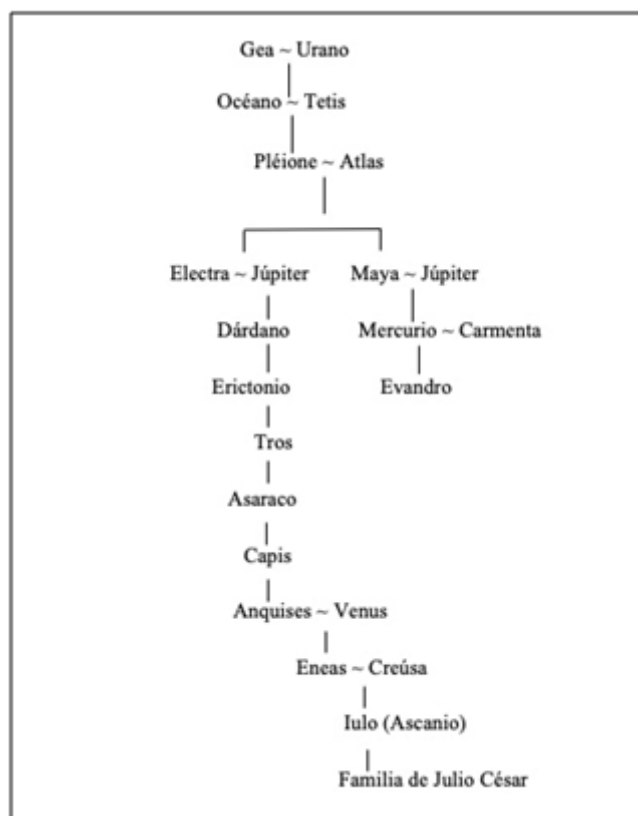 Gea ~ Urano
Océano ~ Tetis
Pléione ~ Atlas
Electra ~ Júpiter Maya ~ Júpiter
Dárdano Mercurio ~ Carmenta
Erictonio Evandro
Tros
Asaraco
Capis
Anquises ~ Venus
Eneas ~ Creúsa
Iulo (Ascanio)
Familia de Julio César